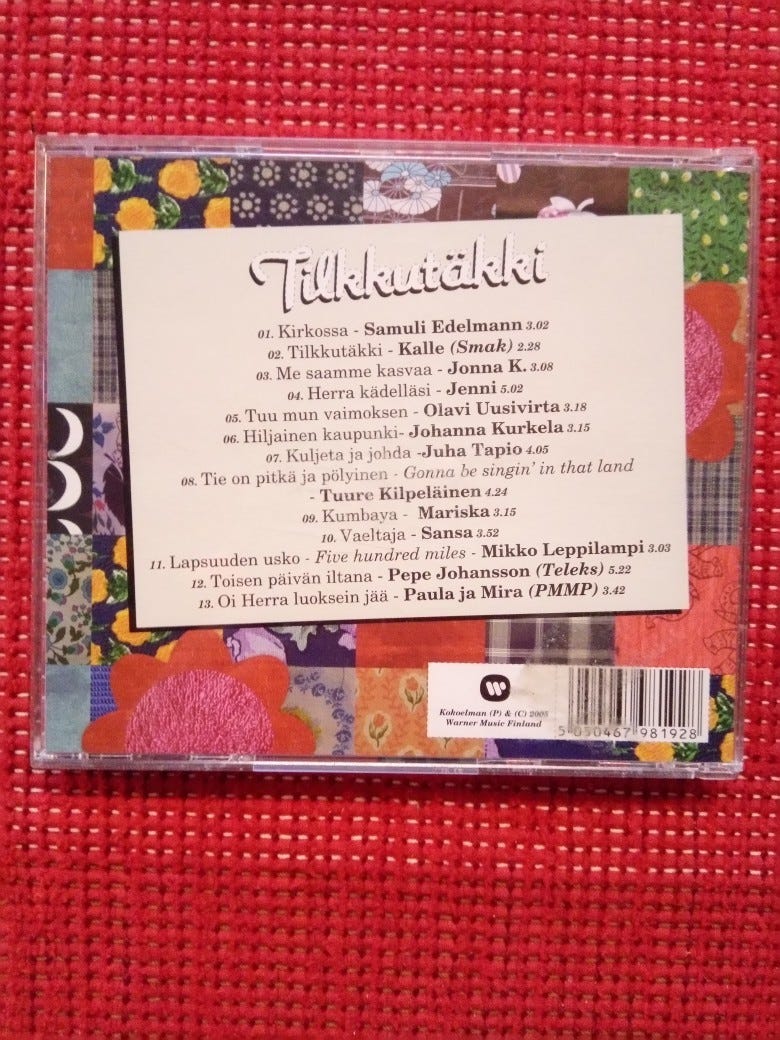 Tilkkutäkki
01. Kirkossa - Samuli Edelmann 3.02
02. Tilkkutäkki - Kalle (Smak) 2.28
03. Me saamme kasvaa - Jonna K. 3.08
04. Herra kädelläsi - Jenni 5.02
05. Tuu mun vaimoksen - Olavi Uusivirta 3.18
06. Hiljainen kaupunki- Johanna Kurkela 3.15
07. Kuljeta ja johda -Juha Tapio 4.05
08. Tie on pitkä ja pölyinen - Gonna be singin' in that land
- Tuure Kilpeläinen 4.24
09. Kumbaya - Mariska 3.15
10. Vaeltaja - Sansa 3.52
11. Lapsuuden usko - Five hundred miles - Mikko Leppilampi 3.03
12. Toisen päivän iltana - Pepe Johansson (Teleks) 5.22
13. Oi Herra luoksein jää - Paula ja Mira (PMMP) 3.42
Kokoelman (P) & (C) 2005
Warner Music Finland
5 050467 981928